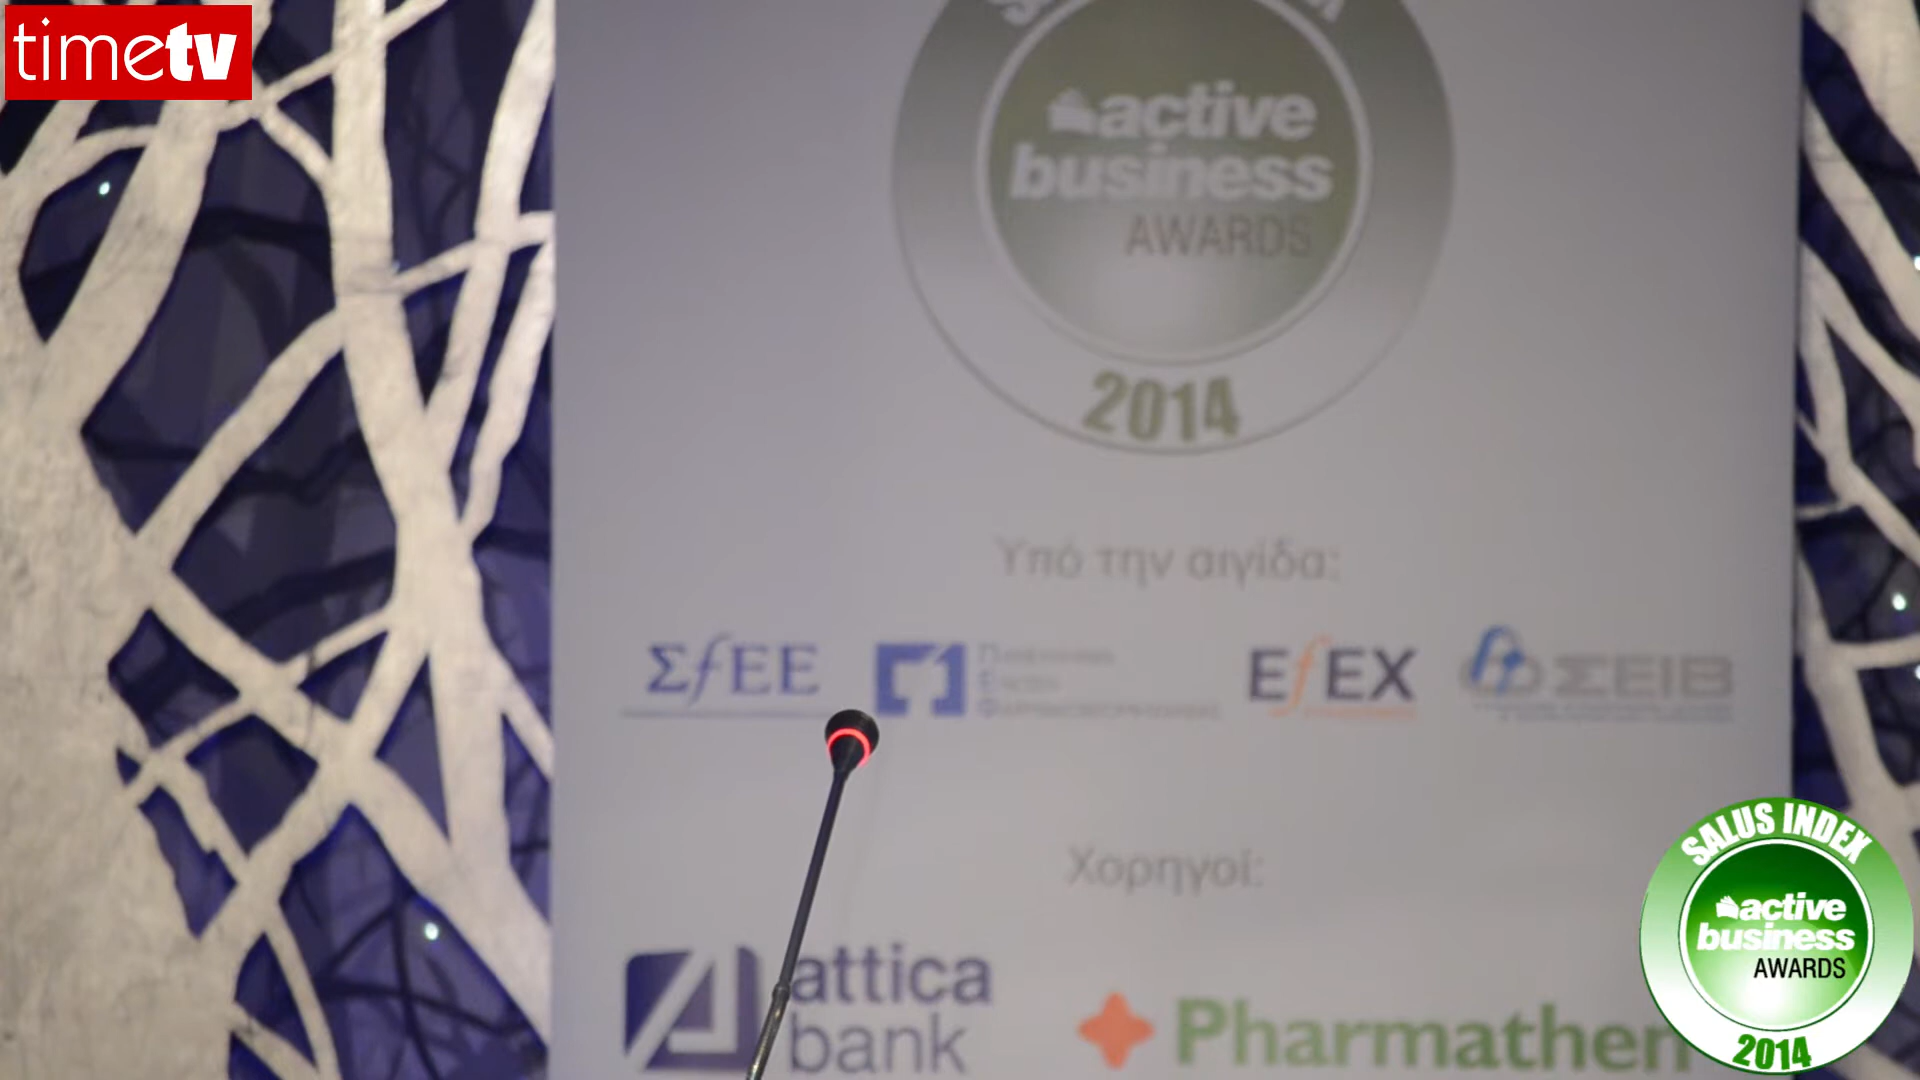 timetv
active
business
AWARDS
2014
Υπό την αιγίδα:
ΣfEE
EfEX
ΣΕΙΒ
Χορηγοί:
attica
bank
Pharmathen
SALUS INDEX
active
business
AWARDS
2014